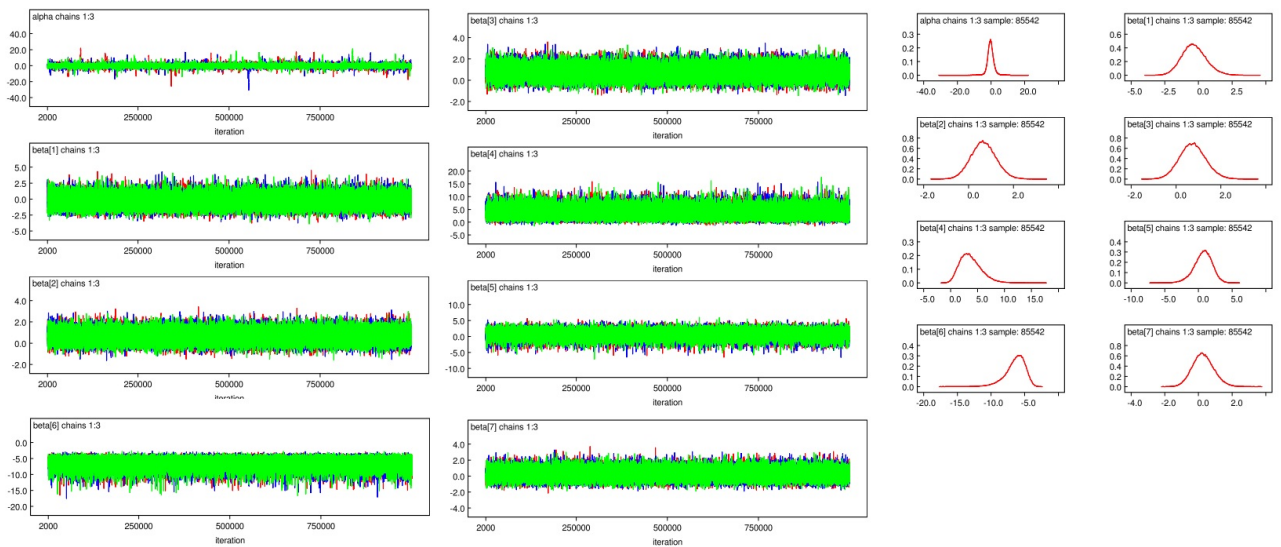 alpha chains 1:3
40.0
20.0
0.0
-20.0
-40.0
2000 250000 500000 750000
iteration
beta[1] chains 1:3
5.0
2.5
0.0
-2.5
-5.0
2000 250000 500000 750000
iteration
beta[2] chains 1:3
4.0
2.0
0.0
-2.0
2000 250000 500000 750000
iteration
beta[6] chains 1:3
0.0
-5.0
-10.0
-15.0
-20.0
2000 250000 500000 750000
iteration
beta[3] chains 1:3
4.0
2.0
0.0
-2.0
2000 250000 500000 750000
iteration
beta[4] chains 1:3
20.0
15.0
10.0
5.0
0.0
-5.0
2000 250000 500000 750000
iteration
beta[5] chains 1:3
10.0
5.0
0.0
-5.0
-10.0
2000 250000 500000 750000
iteration
beta[7] chains 1:3
4.0
2.0
0.0
-2.0
-4.0
2000 250000 500000 750000
iteration
alpha chains 1:3 sample: 85542
0.3
0.2
0.1
0.0
-40.0 -20.0 0.0 20.0
beta[1] chains 1:3 sample: 85542
0.6
0.4
0.2
0.0
-5.0 -2.5 0.0 2.5
beta[2] chains 1:3 sample: 85542
0.8
0.6
0.4
0.2
0.0
-2.0 0.0 2.0
beta[3] chains 1:3 sample: 85542
0.8
0.6
0.4
0.2
0.0
-2.0 0.0 2.0
beta[4] chains 1:3 sample: 85542
0.3
0.2
0.1
0.0
-5.0 0.0 5.0 10.0 15.0
beta[5] chains 1:3 sample: 85542
0.4
0.3
0.2
0.1
0.0
-10.0 -5.0 0.0 5.0
beta[6] chains 1:3 sample: 85542
0.4
0.3
0.2
0.1
0.0
-20.0 -15.0 -10.0 -5.0
beta[7] chains 1:3 sample: 85542
0.8
0.6
0.4
0.2
0.0
-4.0 -2.0 0.0 2.0